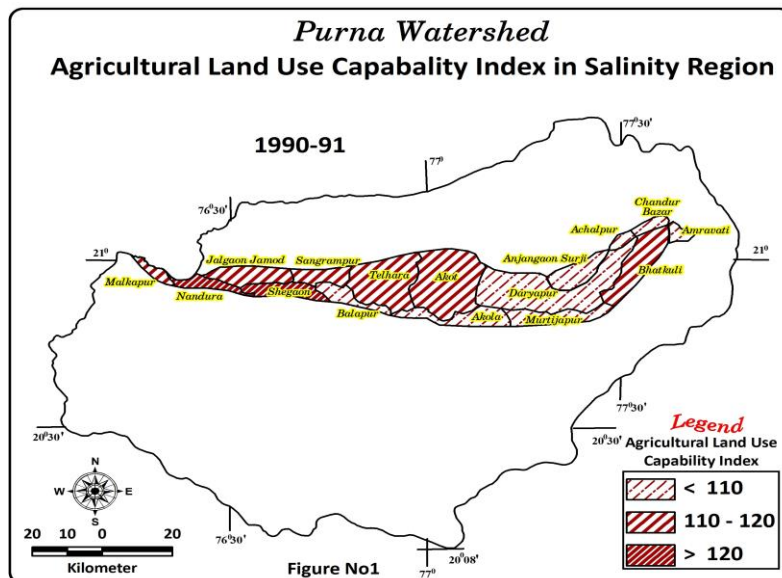 Purna Watershed
Agricultural Land Use Capabality Index in Salinity Region
1990-91
77°30'
77°
76°30'
Chandur
Bazar
Achalpur
Amravati
21°
Jalgaon Jamod
Sangrampur
Anjangaon Surji
21°
Telhara
Akot
Malkapur
Bhatkuli
Nandura
Shegaon
Daryapur
Balapur
Akola
Murtijapur
77°30'
20°30'
20°30'
Legend
Agricultural Land Use
Capability Index
< 110
110 - 120
> 120
N
W
E
S
76°30'
77°
20°08'
20 10 0 20
Kilometer
Figure No1